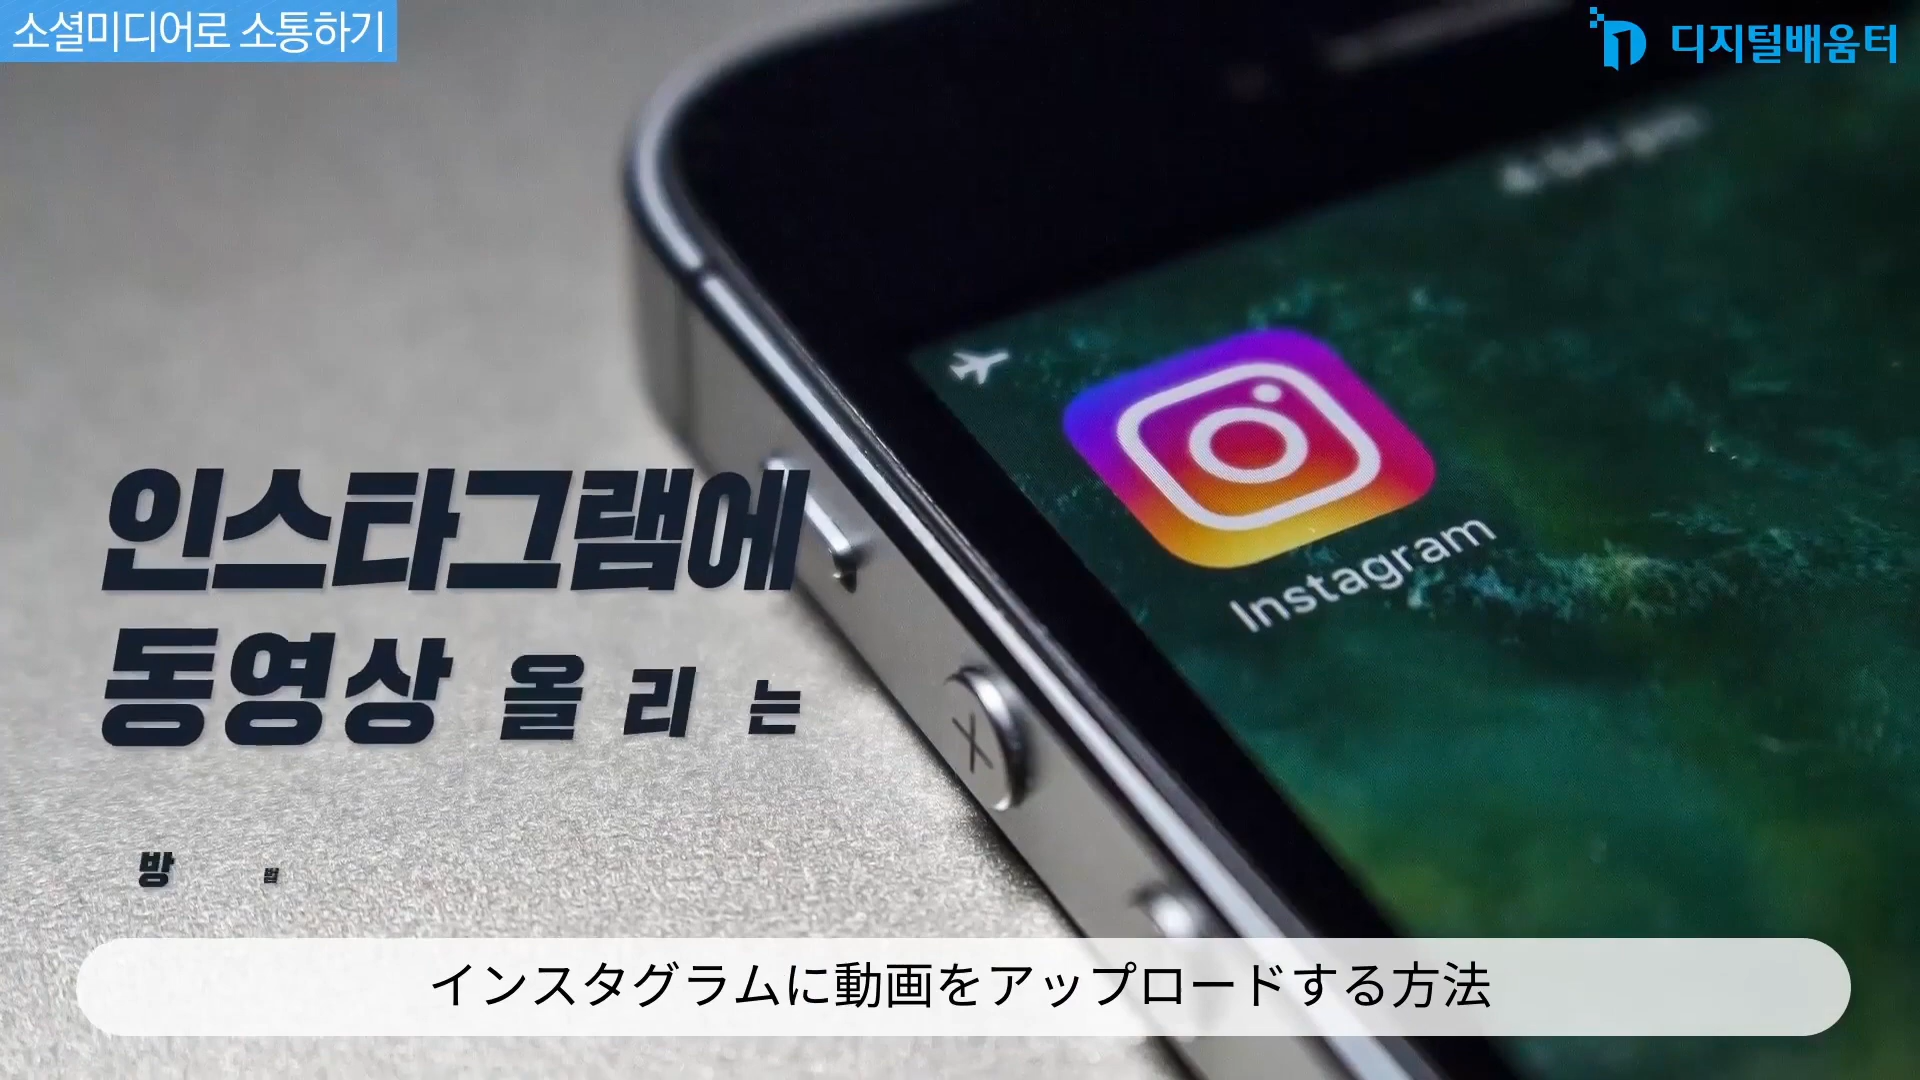 소셜미디어로 소통하기
디지털배움터
Instagram
인스타그램에
동영상 올리는
방법
インスタグラムに動画をアップロードする方法